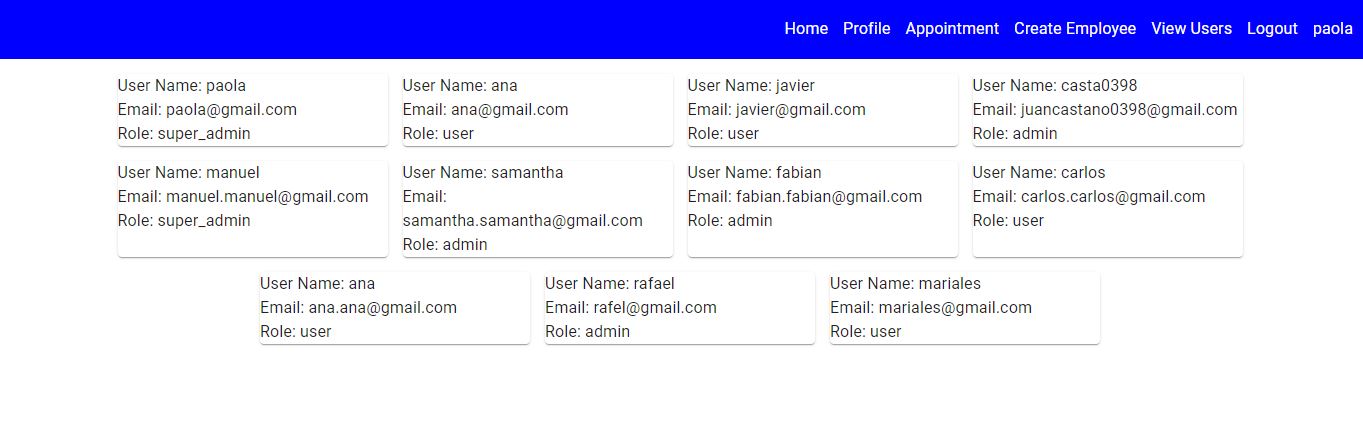 Home Profile Appointment Create Employee View Users Logout paola
User Name: paola
Email: paola@gmail.com
Role: super_admin
User Name: ana
Email: ana@gmail.com
Role: user
User Name: javier
Email: javier@gmail.com
Role: user
User Name: casta0398
Email: juancastano0398@gmail.com
Role: admin
User Name: manuel
Email: manuel.manuel@gmail.com
Role: super_admin
User Name: samantha
Email:
samantha.samantha@gmail.com
Role: admin
User Name: fabian
Email: fabian.fabian@gmail.com
Role: admin
User Name: carlos
Email: carlos.carlos@gmail.com
Role: user
User Name: ana
Email: ana.ana@gmail.com
Role: user
User Name: rafael
Email: rafel@gmail.com
Role: admin
User Name: mariales
Email: mariales@gmail.com
Role: user